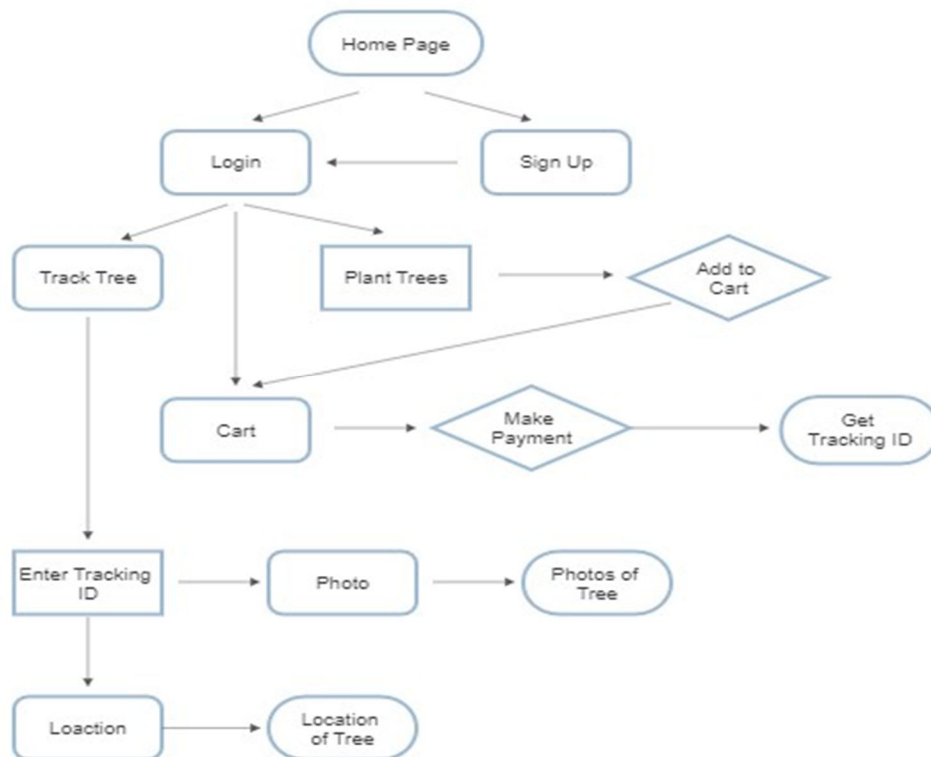 Home Page
Login
Sign Up
Track Tree
Plant Trees
Add to
Cart
Cart
Make
Payment
Get
Tracking ID
Enter Tracking
ID
Photo
Photos of
Tree
Loaction
Location
of Tree